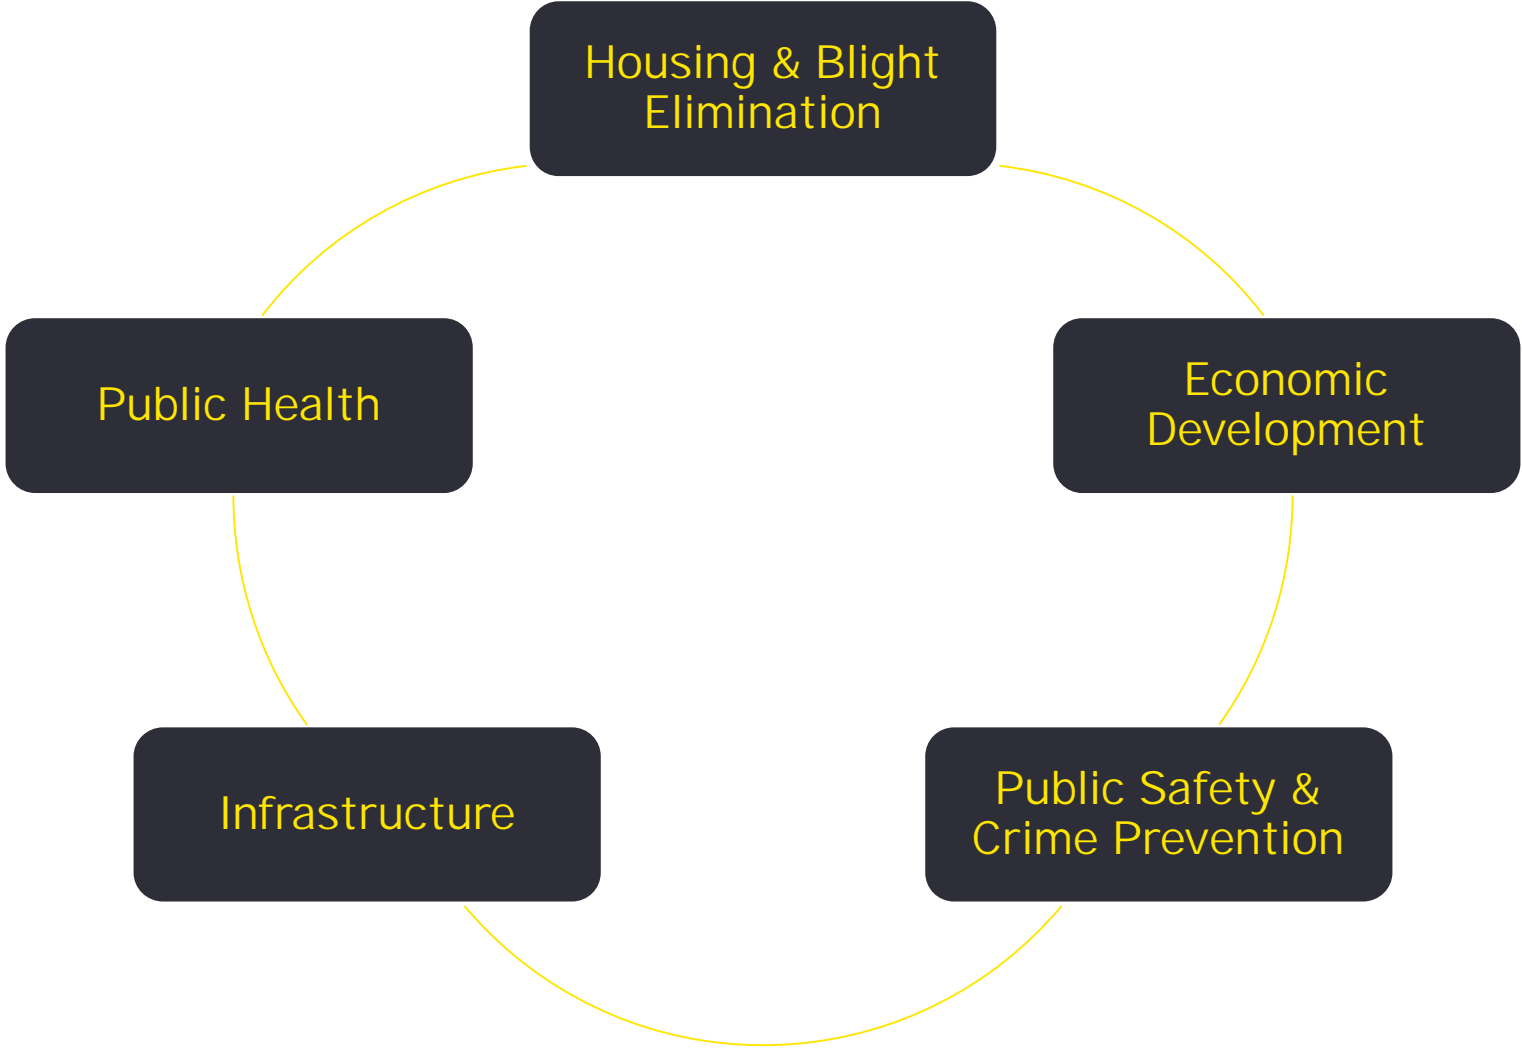 Housing & Blight
Elimination
Public Health
Economic
Development
Infrastructure
Public Safety &
Crime Prevention